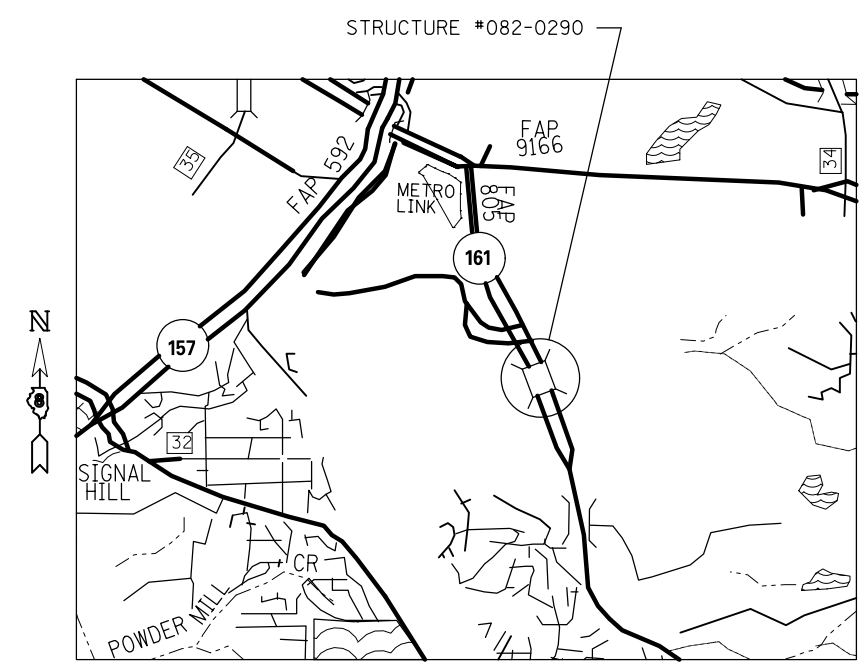 STRUCTURE #082-0290
FAP 592
FAP
9166
35
34
METRO
LINK
FAP
805
161
N
157
8
32
SIGNAL
HILL
CR
POWDER MILL